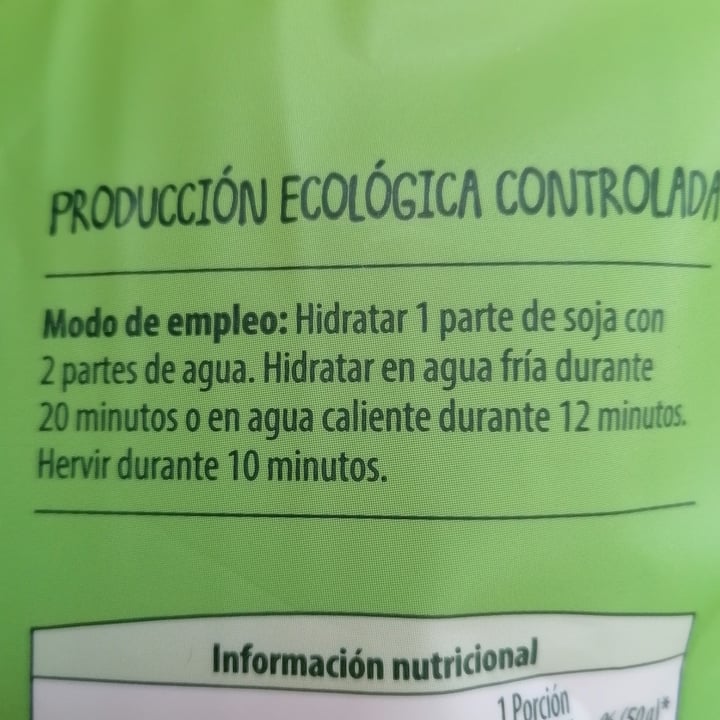 PRODUCCIÓN ECOLÓGICA CONTROLADA
Modo de empleo: Hidratar 1 parte de soja con
2 partes de agua. Hidratar en agua fría durante
20 minutos o en agua caliente durante 12 minutos.
Hervir durante 10 minutos.
Información nutricional
1 Porción